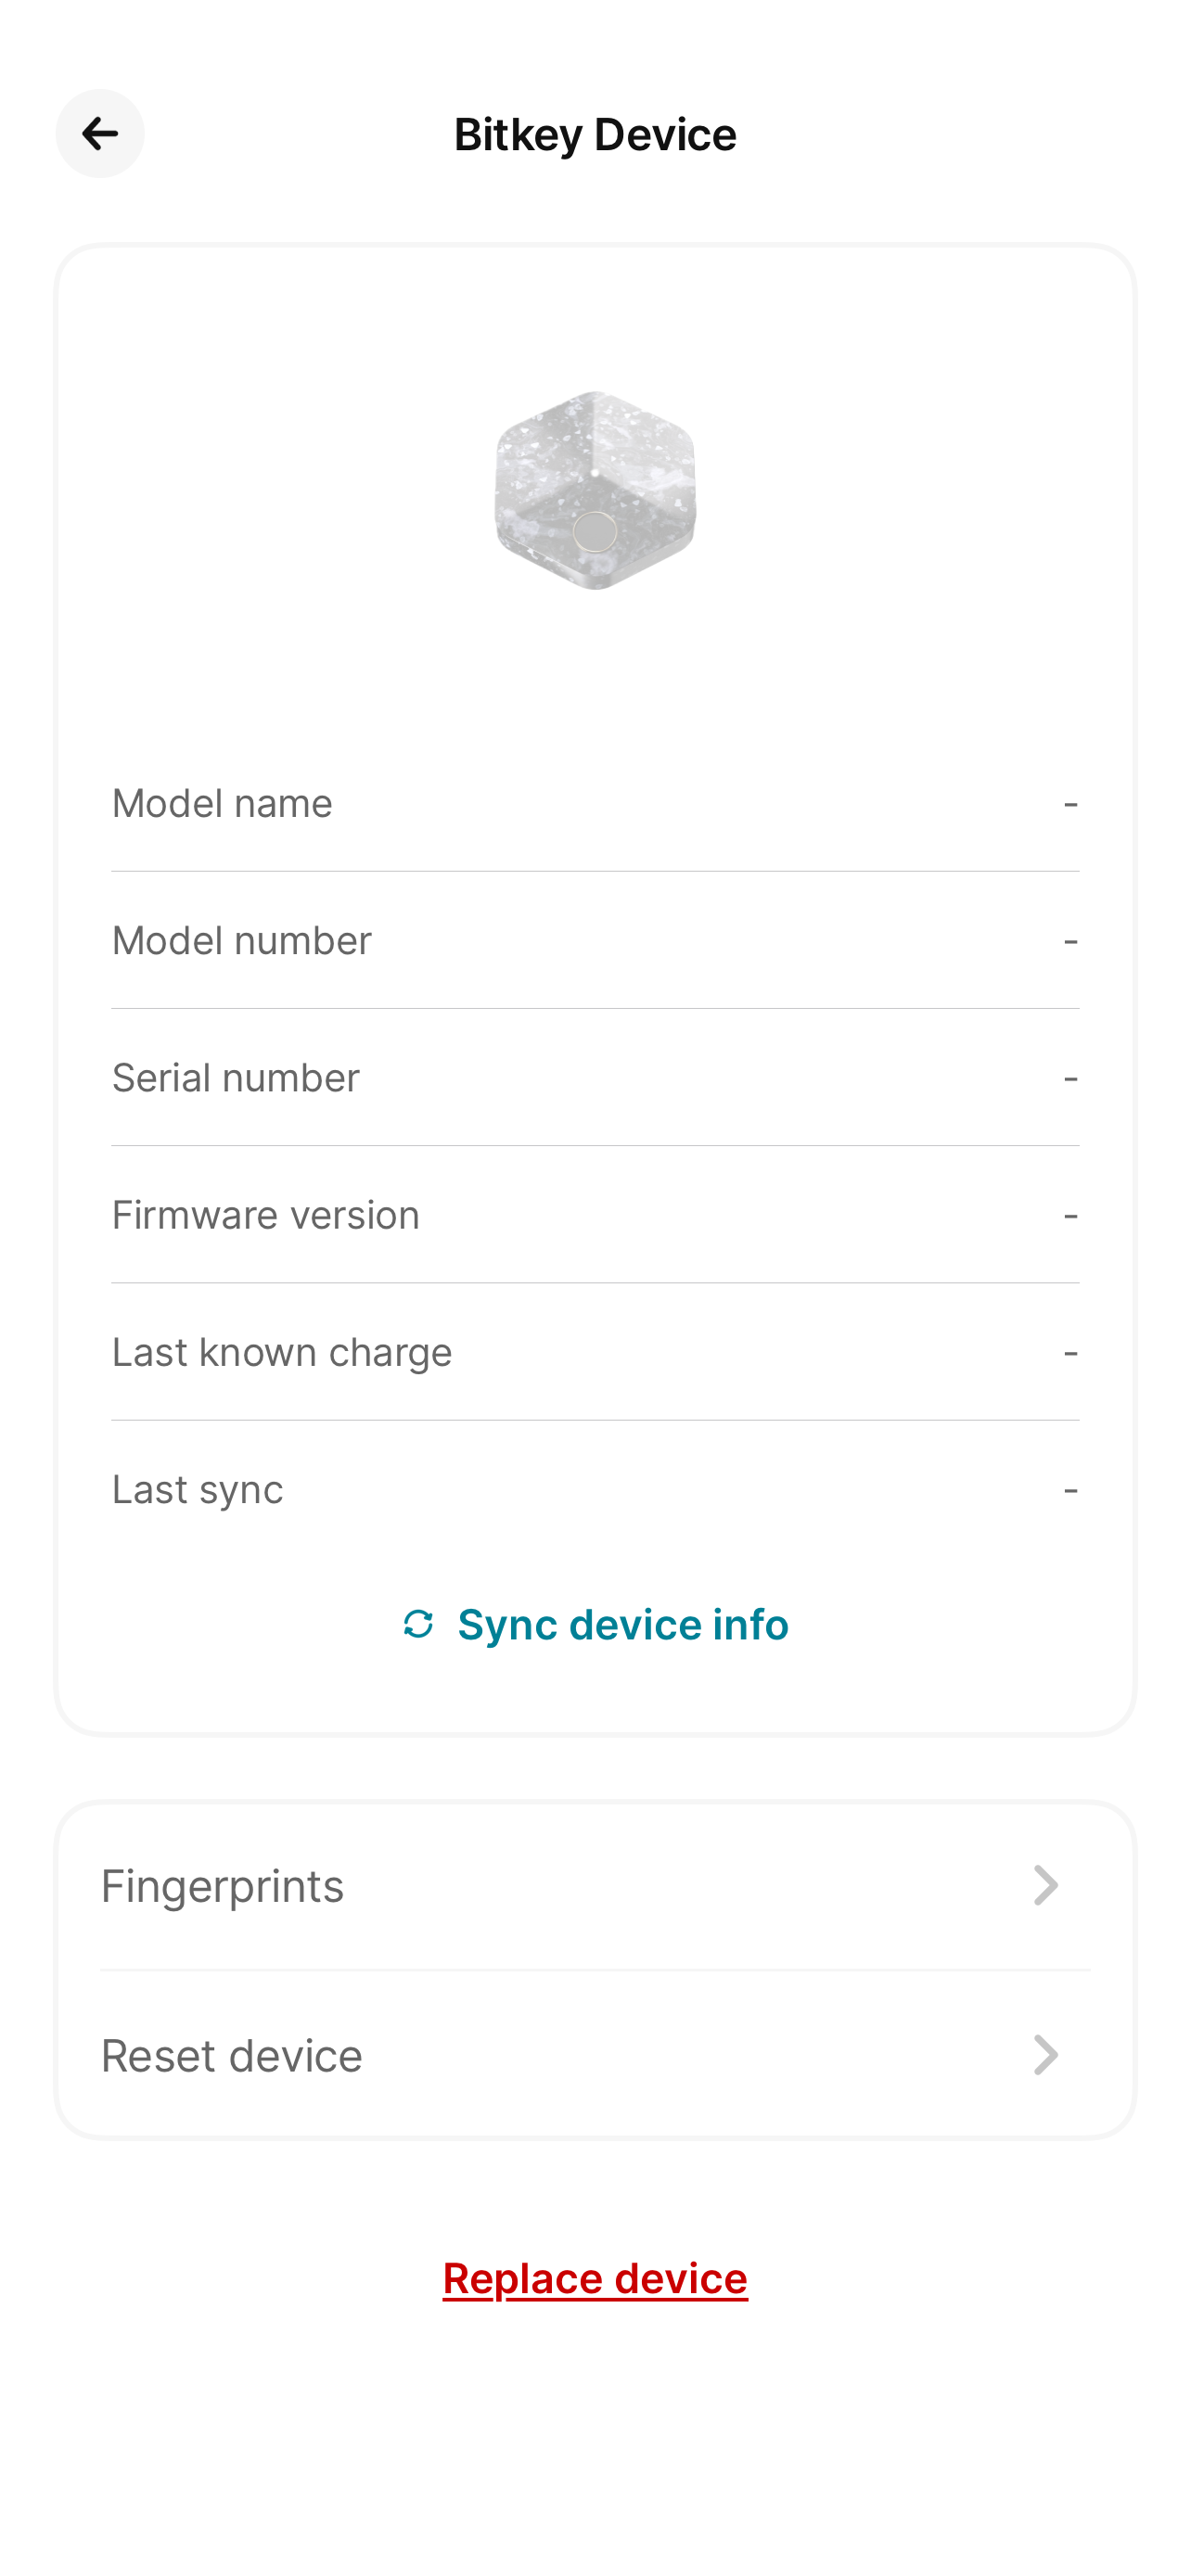 Bitkey Device
Model name -
Model number -
Serial number -
Firmware version -
Last known charge -
Last sync -
Sync device info
Fingerprints
Reset device
Replace device